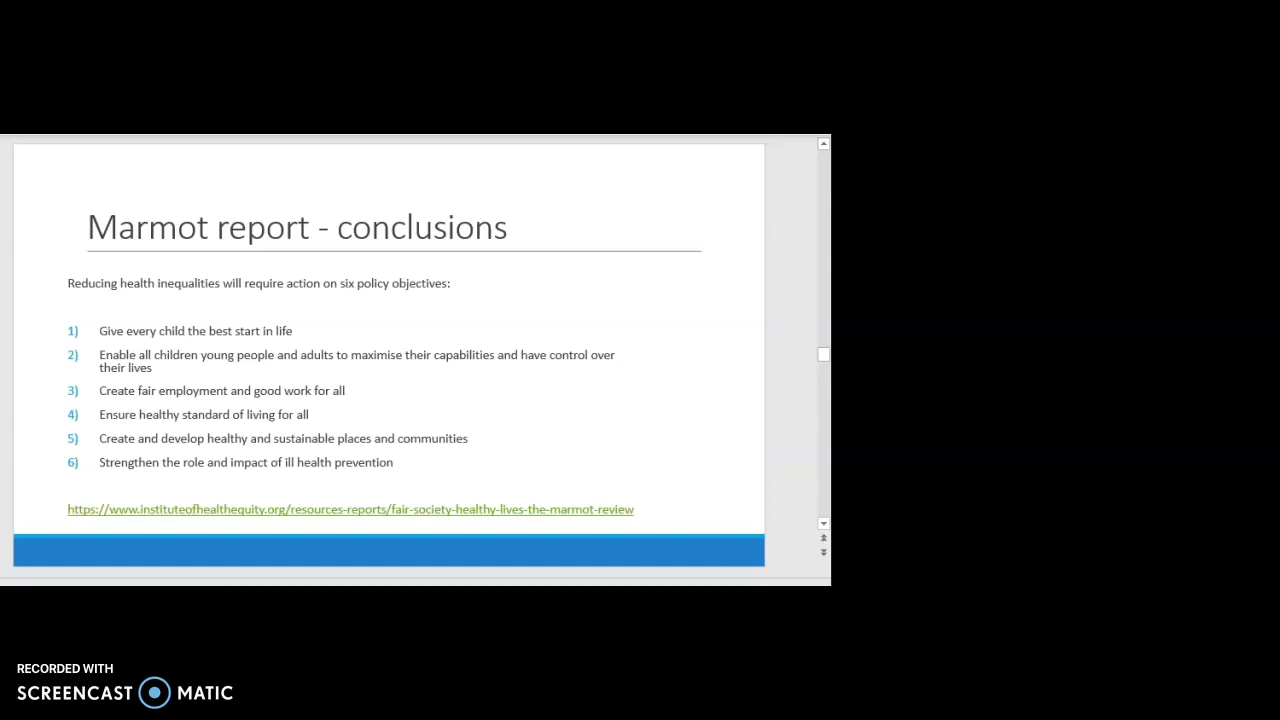 Marmot report - conclusions
Reducing health inequalities will require action on six policy objectives:
1) Give every child the best start in life
2) Enable all children young people and adults to maximise their capabilities and have control over
their lives
3) Create fair employment and good work for all
4) Ensure healthy standard of living for all
5) Create and develop healthy and sustainable places and communities
6) Strengthen the role and impact of ill health prevention
https://www.instituteofhealthequity.org/resources-reports/fair-society-healthy-lives-the-marmot-review
RECORDED WITH
SCREENCAST MATIC